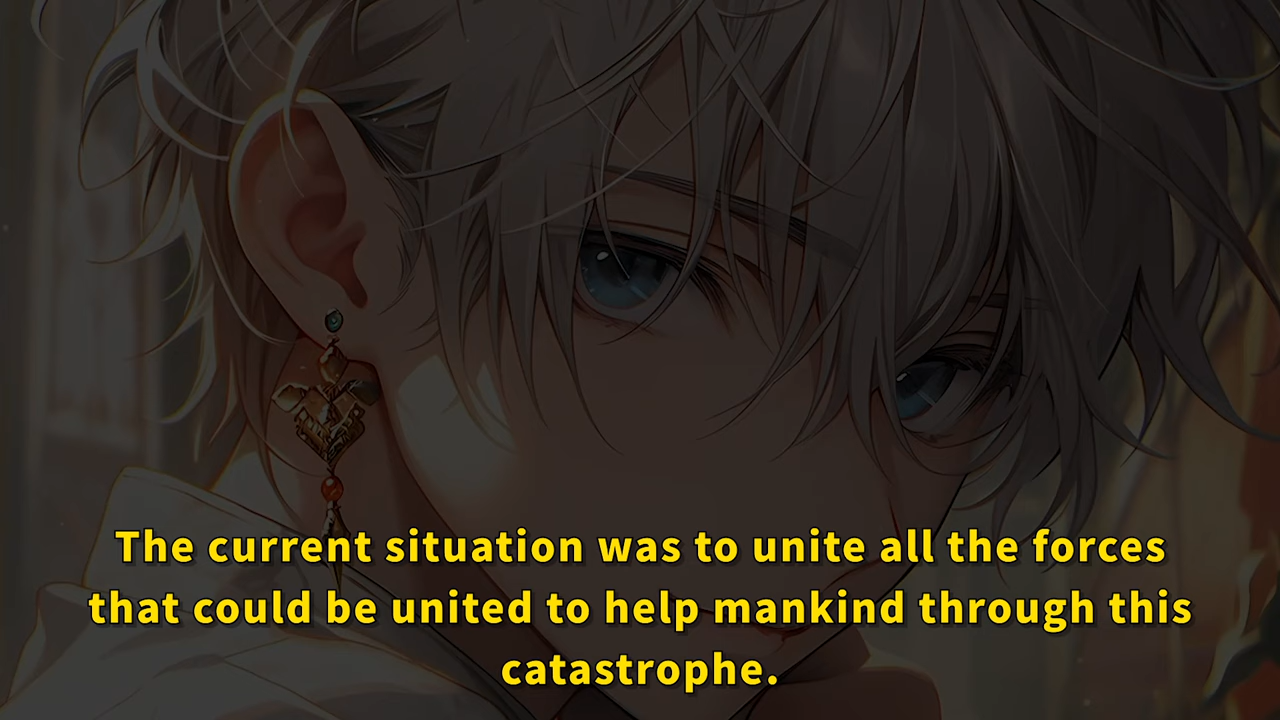 The current situation was to unite all the forces
that could be united to help mankind through this
catastrophe.